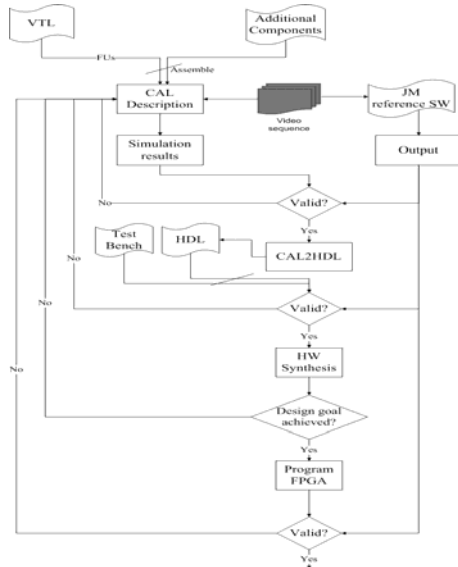 VTL
Additional
Components
FUs
Assemble
CAL
Description
Video
sequence
JM
reference SW
Simulation
results
Output
No
Valid?
Yes
Test
Bench
HDL
CAL2HDL
No
Valid?
No
Yes
HW
Synthesis
No
Design goal
achieved?
Yes
Program
FPGA
Valid?
Yes